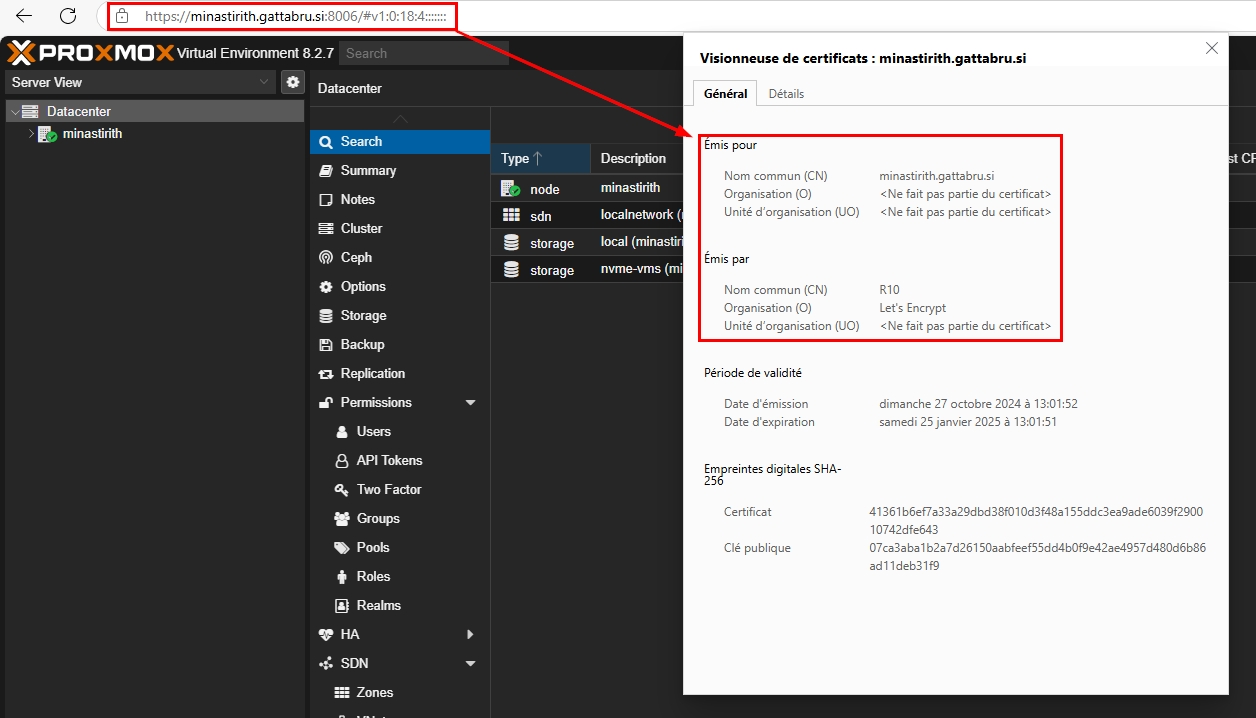 https://minastirith.gattabru.si:8006/#v1:0:18:4:::::::
PROXMOX Virtual Environment 8.2.7 Search
Server View
Datacenter
minastirith
Datacenter
Search
Summary
Notes
Cluster
Ceph
Options
Storage
Backup
Replication
Permissions
Users
API Tokens
Two Factor
Groups
Pools
Roles
Realms
HA
SDN
Zones
Type Description
node minastirith
sdn localnetwork
storage local
storage nvme-vms
Visionneuse de certificats : minastirith.gattabru.si
Général Détails
Émis pour
Nom commun (CN) minastirith.gattabru.si
Organisation (O) <Ne fait pas partie du certificat>
Unité d'organisation (UO) <Ne fait pas partie du certificat>
Émis par
Nom commun (CN) R10
Organisation (O) Let's Encrypt
Unité d'organisation (UO) <Ne fait pas partie du certificat>
Période de validité
Date d'émission dimanche 27 octobre 2024 à 13:01:52
Date d'expiration samedi 25 janvier 2025 à 13:01:51
Empreintes digitales SHA-
256
Certificat 41361b6ef7a33a29dbd38f010d3f48a155ddc3ea9ade6039f2900
10742dfe643
Clé publique 07ca3aba1b2a7d26150aabfeef55dd4b0f9e42ae4957d480d6b86
ad11deb31f9